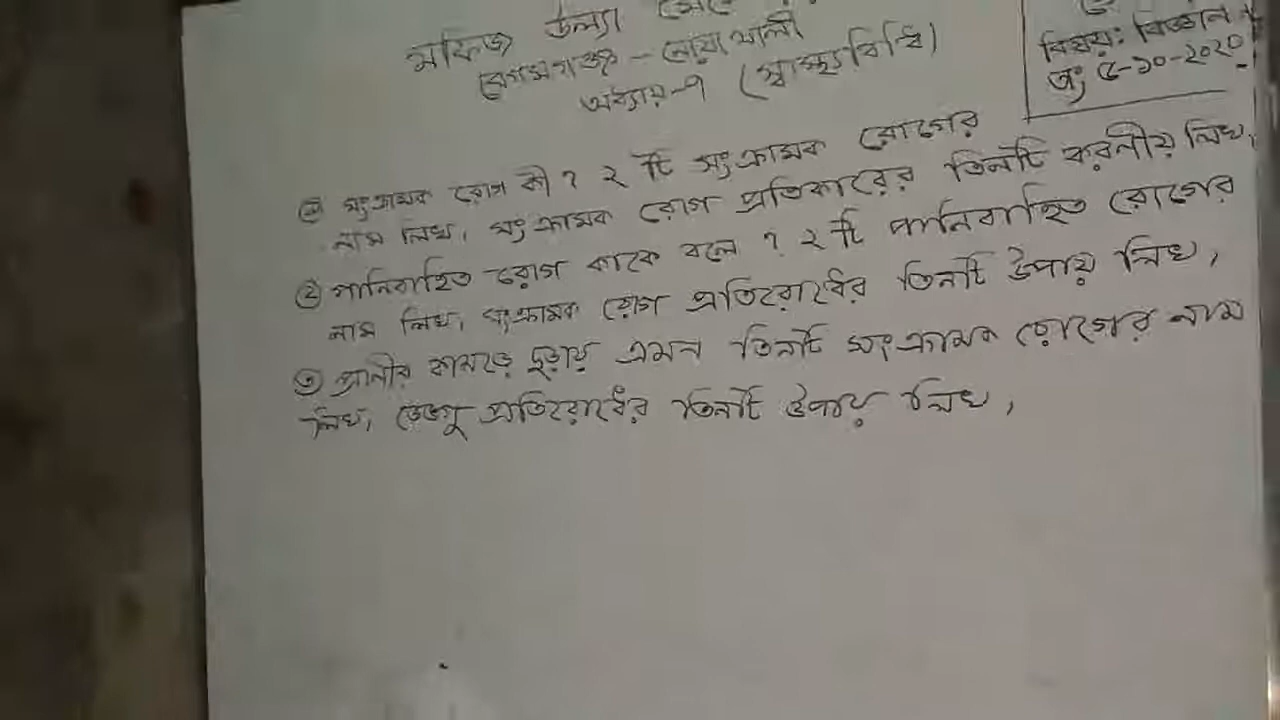 মফিজ উল্যা
বেগমগঞ্জ - নোয়াখালী
অধ্যায়-৭ (স্বাস্থ্যবিধি)
বিষয়: বিজ্ঞান
তাং ৫-১০-২০২০
① সংক্রামক রোগ কী? ২ টি সংক্রামক রোগের
নাম লিখ। সংক্রামক রোগ প্রতিকারের তিনটি করনীয় লিখ।
② পানিবাহিত রোগ কাকে বলে? ২ টি পানিবাহিত রোগের
নাম লিখ। সংক্রামক রোগ প্রতিরোধের তিনটি উপায় লিখ।
③ প্রানীর কামড়ে ছড়ায় এমন তিনটি সংক্রামক রোগের নাম
লিখ। ডেঙ্গু প্রতিরোধের তিনটি উপায় লিখ।